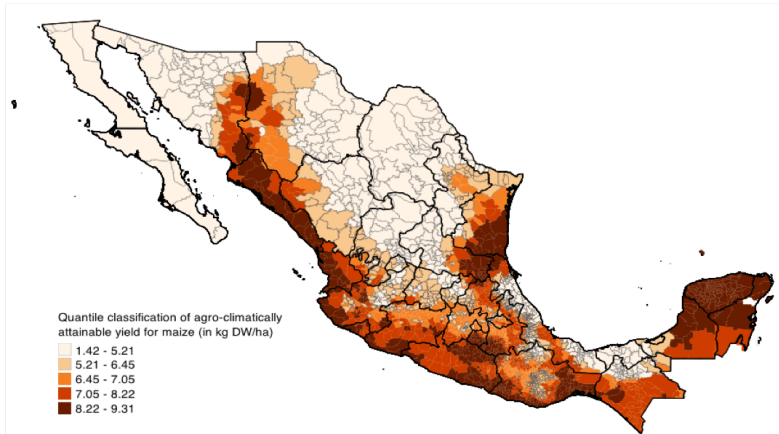 Quantile classification of agro-climatically
attainable yield for maize (in kg DW/ha)
1.42 - 5.21
5.21 - 6.45
6.45 - 7.05
7.05 - 8.22
8.22 - 9.31